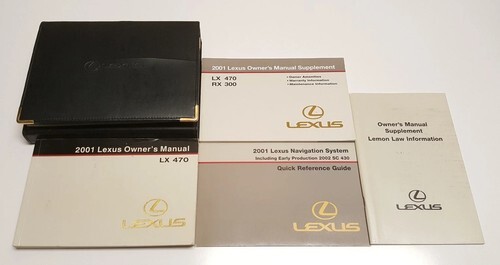 2001 Lexus Owner's Manual Supplement
LX 470
RX 300
• Owner Amenities
• Warranty Information
• Maintenance Information
LEXUS
2001 Lexus Owner's Manual
LX 470
LEXUS
2001 Lexus Navigation System
Including Early Production 2002 SC 430
Quick Reference Guide
LEXUS
Owner's Manual
Supplement
Lemon Law Information
LEXUS